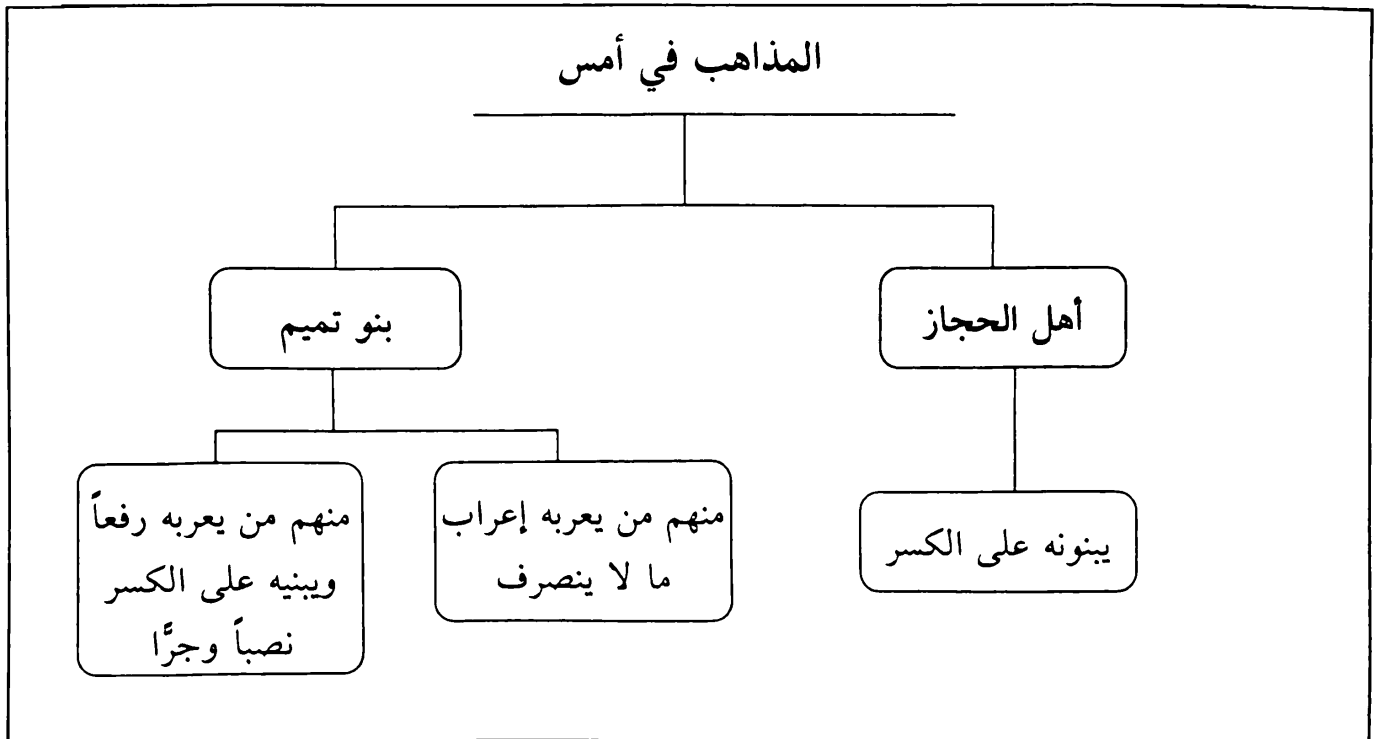 المذاهب في أمس
أهل الحجاز
بنو تميم
يبنونه على الكسر
منهم من يعربه إعراب
ما لا ينصرف
منهم من يعربه رفعاً
ويبنيه على الكسر
نصباً وجرًّا